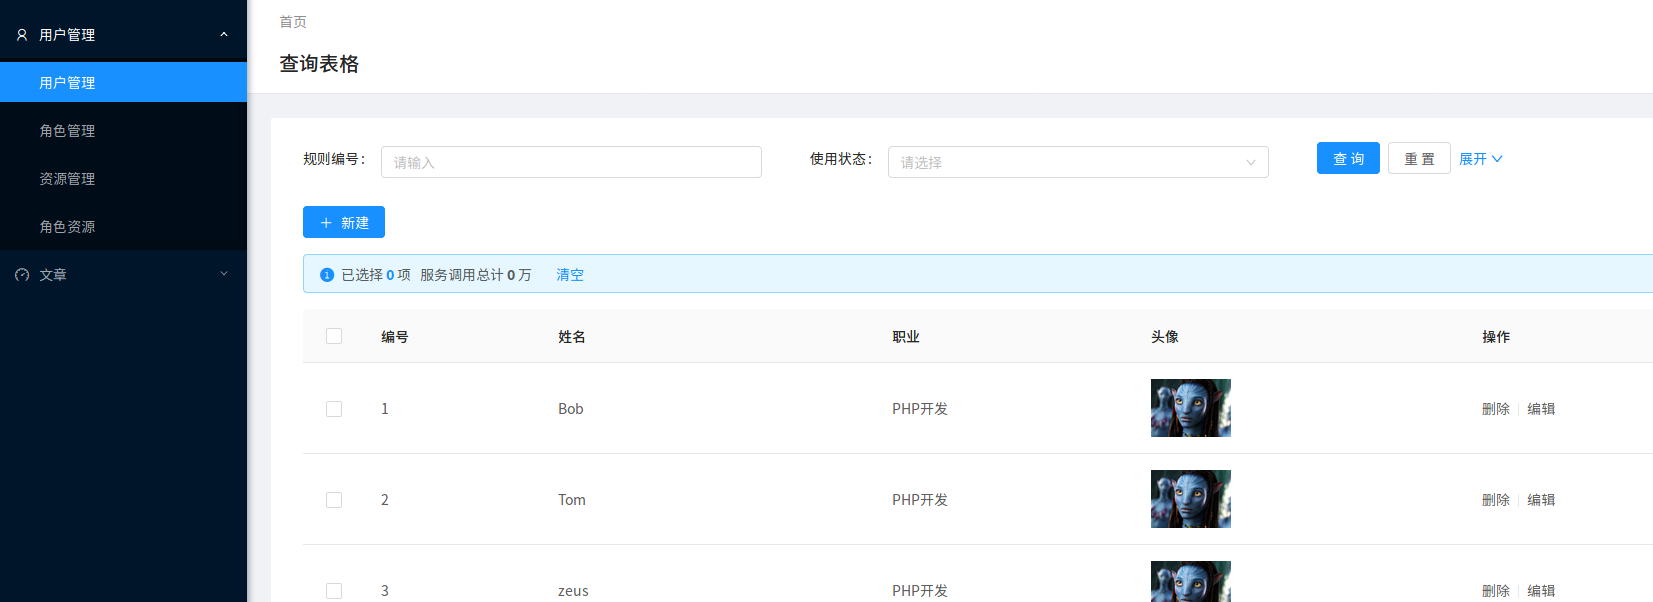 用户管理
用户管理
角色管理
资源管理
角色资源
文章
首页
查询表格
规则编号： 请输入 使用状态： 请选择 查 询 重 置 展开
+ 新建
已选择 0 项 服务调用总计 0 万 清空
编号 姓名 职业 头像 操作
1 Bob PHP开发 删除 编辑
2 Tom PHP开发 删除 编辑
3 zeus PHP开发 删除 编辑